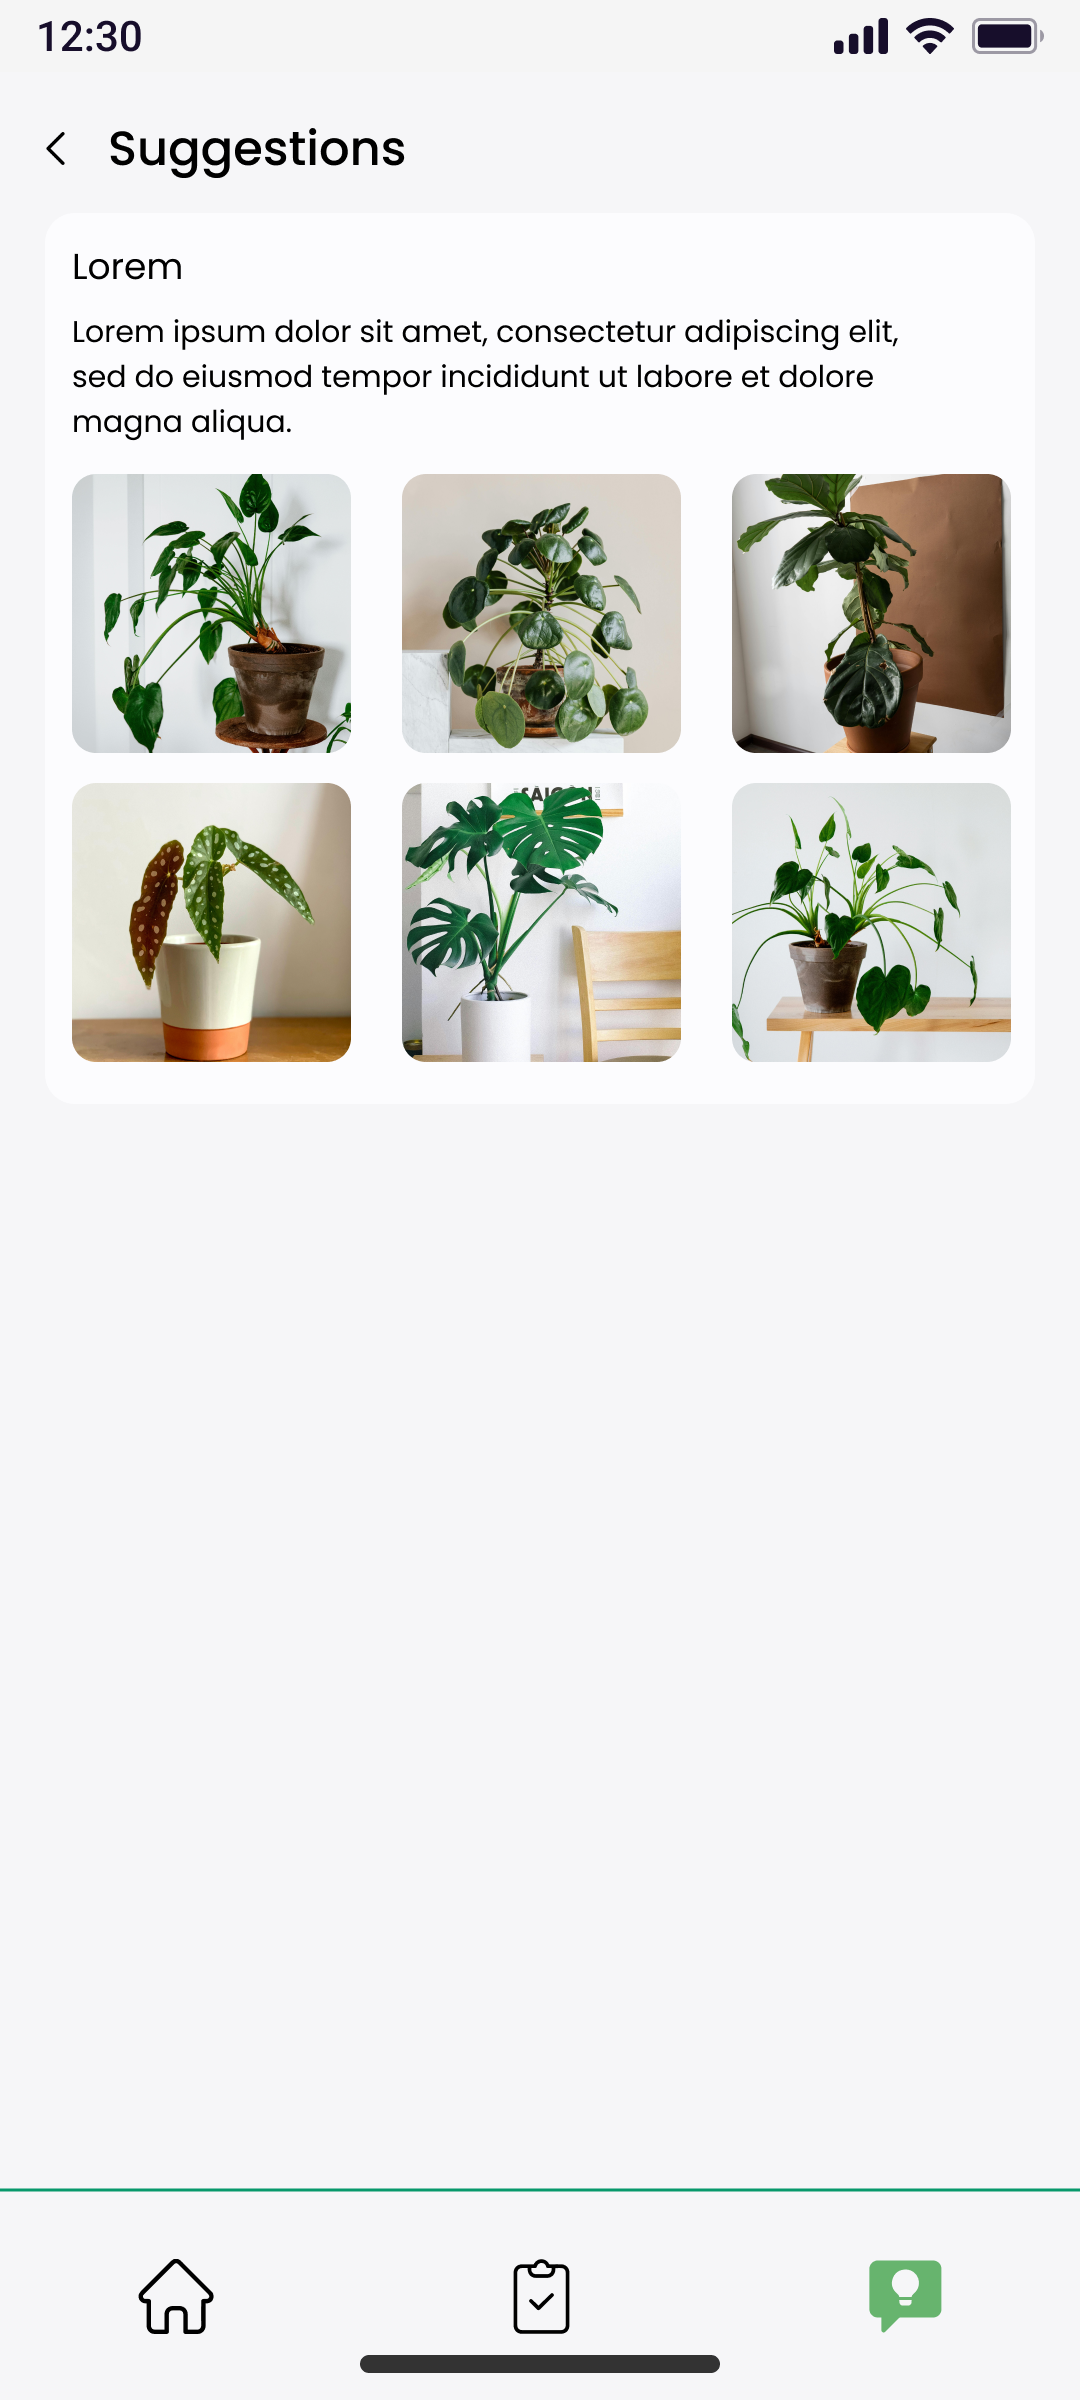 12:30
Suggestions
Lorem
Lorem ipsum dolor sit amet, consectetur adipiscing elit,
sed do eiusmod tempor incididunt ut labore et dolore
magna aliqua.